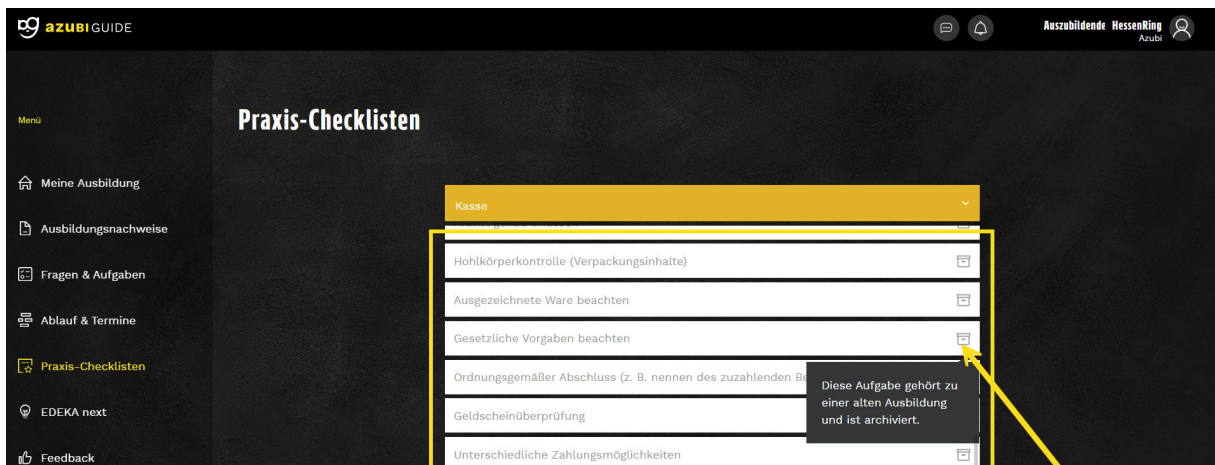 azubiGUIDE
Auszubildende HessenRing
Azubi
Menü
Praxis-Checklisten
Meine Ausbildung
Ausbildungsnachweise
Fragen & Aufgaben
Ablauf & Termine
Praxis-Checklisten
EDEKA next
Feedback
Kasse
Hohlkörperkontrolle (Verpackungsinhalte)
Ausgezeichnete Ware beachten
Gesetzliche Vorgaben beachten
Ordnungsgemäßer Abschluss (z. B. nennen des zuzahlenden Be
Geldscheinüberprüfung
Unterschiedliche Zahlungsmöglichkeiten
Diese Aufgabe gehört zu
einer alten Ausbildung
und ist archiviert.